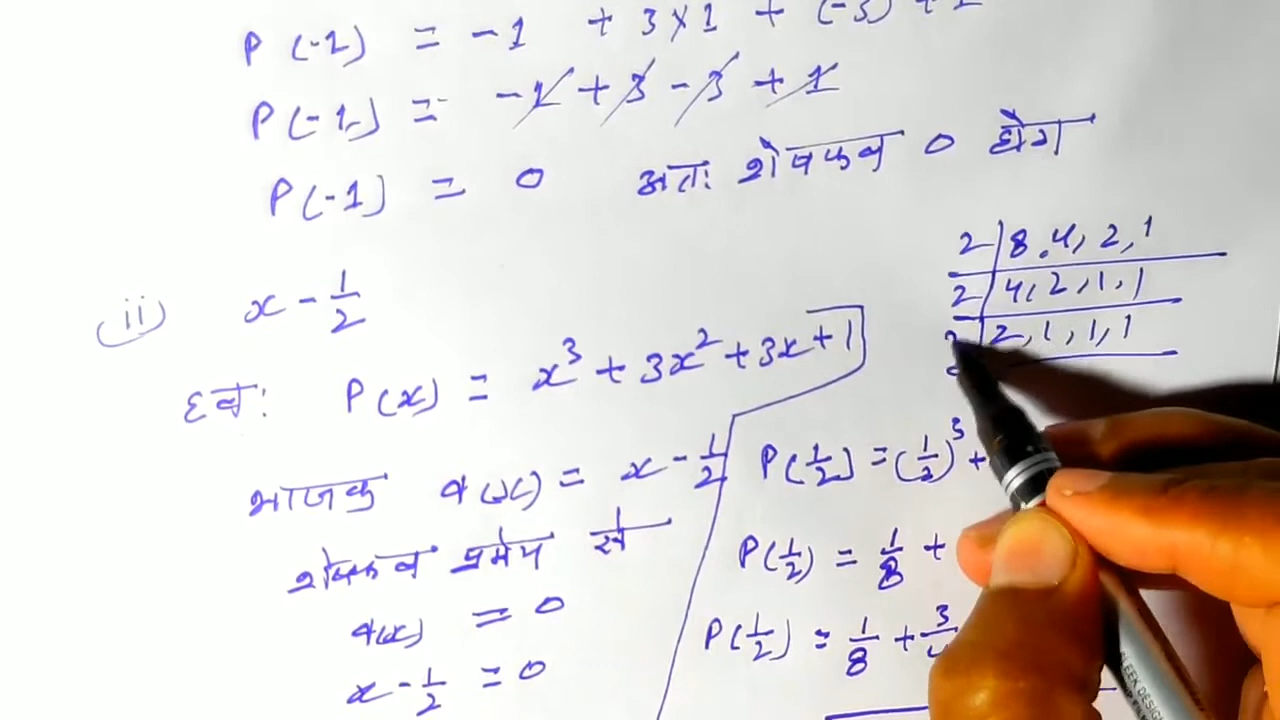 P(-1) = -1 + 3×1 + (-3) + 1
P(-1) = -1 + 3 - 3 + 1
P(-1) = 0 अतः शेषफल 0 होगा
(ii) x - 1/2
हल: P(x) = x³ + 3x² + 3x + 1
भाजक q(x) = x - 1/2
शेषफल प्रमेय से
q(x) = 0
x - 1/2 = 0
2 | 8, 4, 2, 1
2 | 4, 2, 1, 1
2 | 2, 1, 1, 1
P(1/2) = (1/2)³ +
P(1/2) = 1/8 +
P(1/2) = 1/8 + 3/4